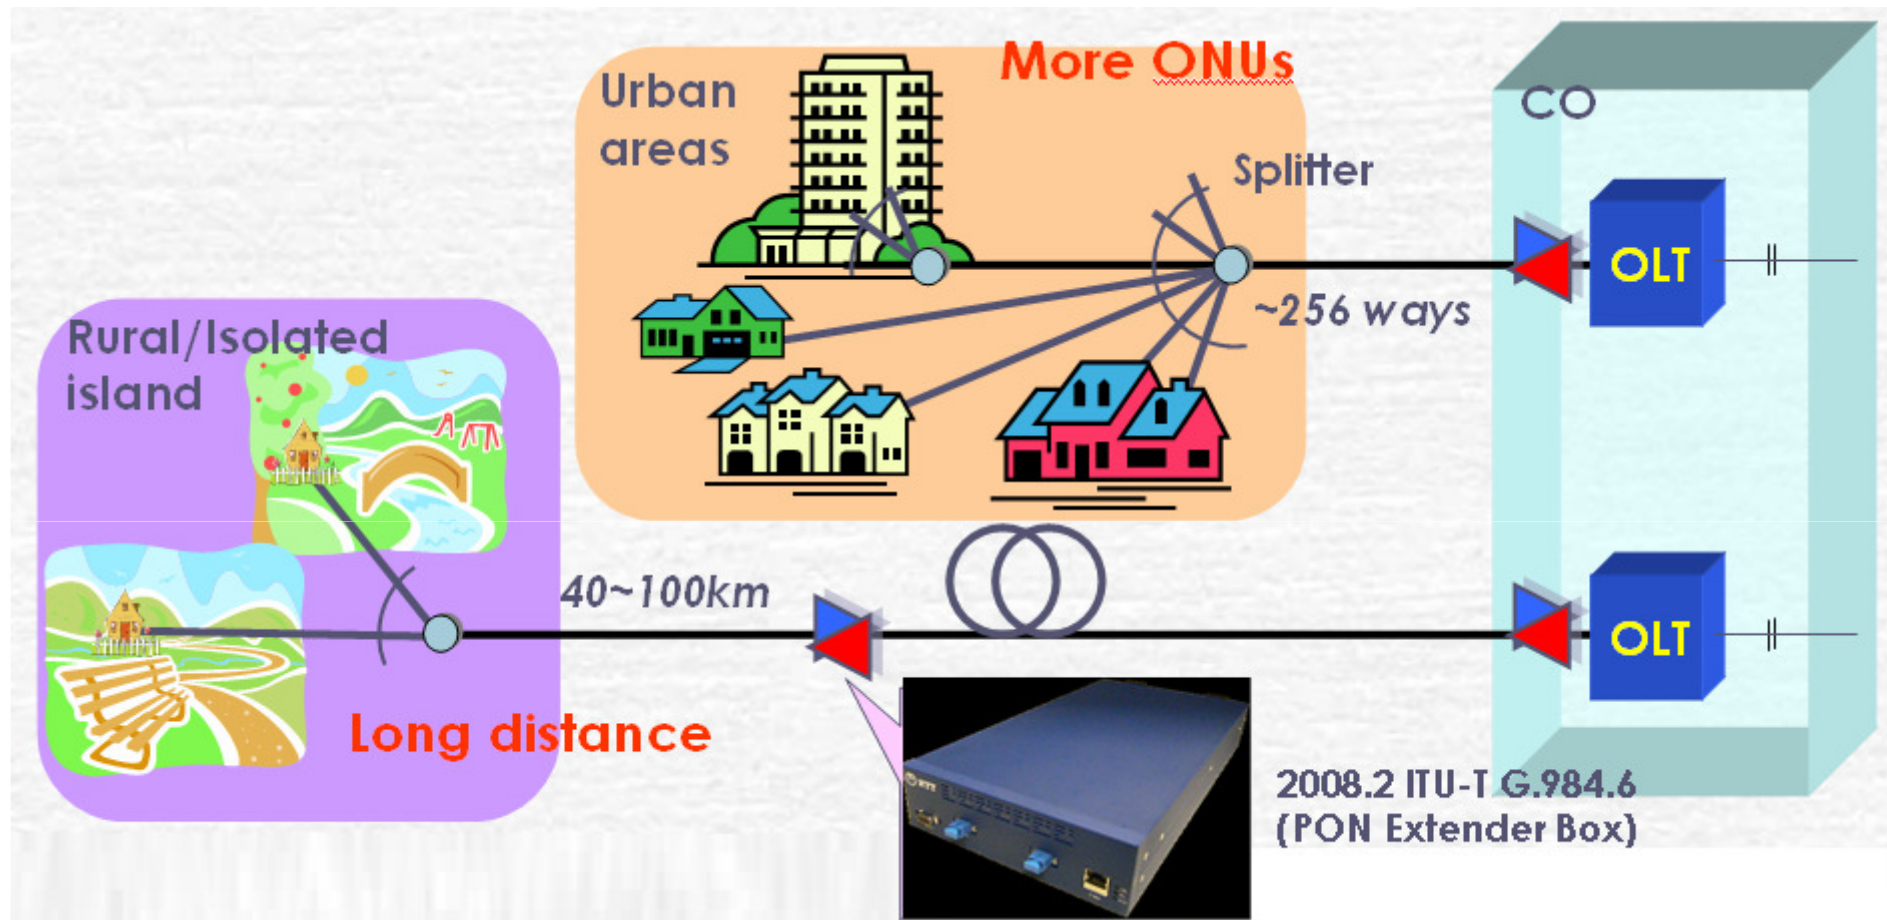 More ONUs
Urban
areas
CO
Splitter
OLT
~256 ways
Rural/Isolated
island
40~100km
OLT
Long distance
2008.2 ITU-T G.984.6
(PON Extender Box)